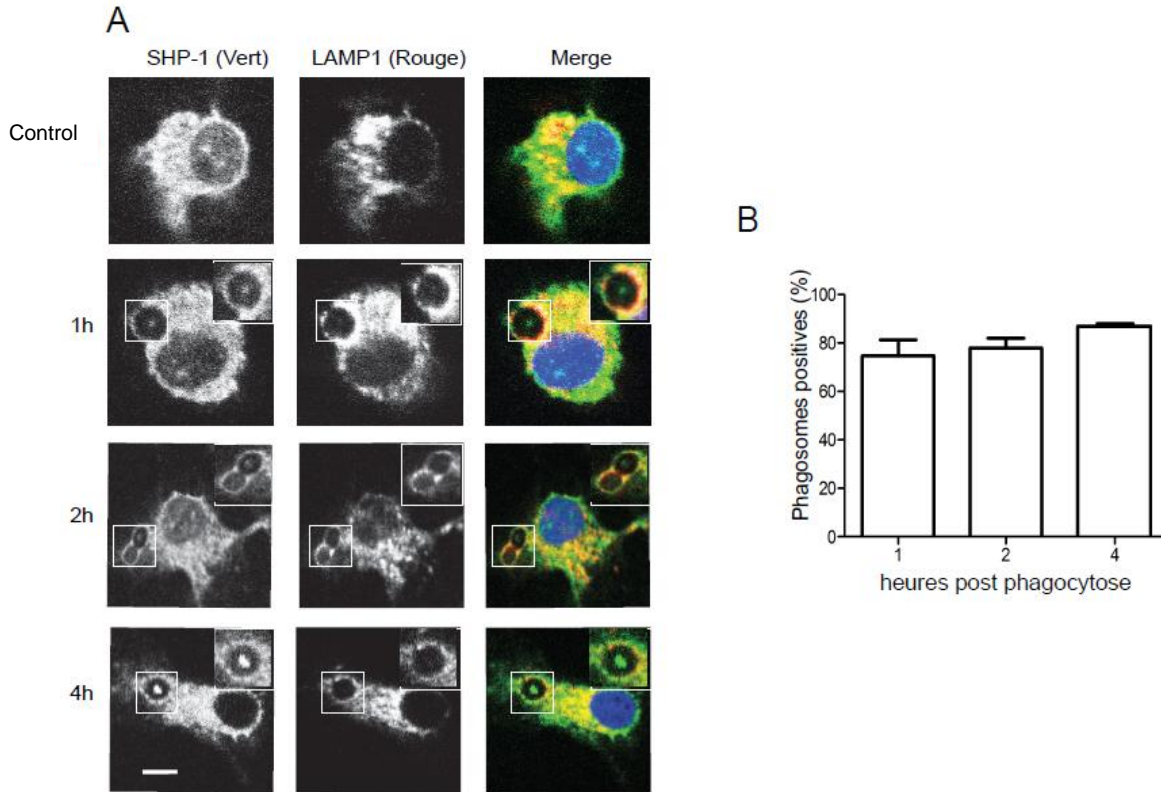 A
SHP-1 (Vert) LAMP1 (Rouge) Merge
Control
1h
2h
4h
B
Phagosomes positives (%)
100
80
60
40
20
0
1 2 4
heures post phagocytose